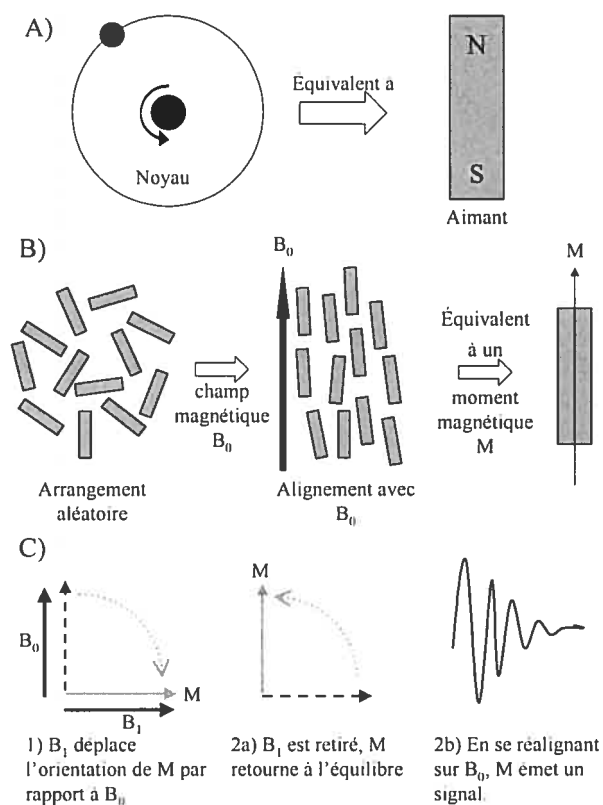 A)
Équivalent à
N
S
Noyau
Aimant
B)
B₀
M
Équivalent
à un
moment
magnétique
M
champ
magnétique
B₀
Arrangement
aléatoire
Alignement avec
B₀
C)
B₀
M
B₁
M
1) B₁ déplace
l'orientation de M par
rapport à B₀
2a) B₁ est retiré, M
retourne à l'équilibre
2b) En se réalignant
sur B₀, M émet un
signal.